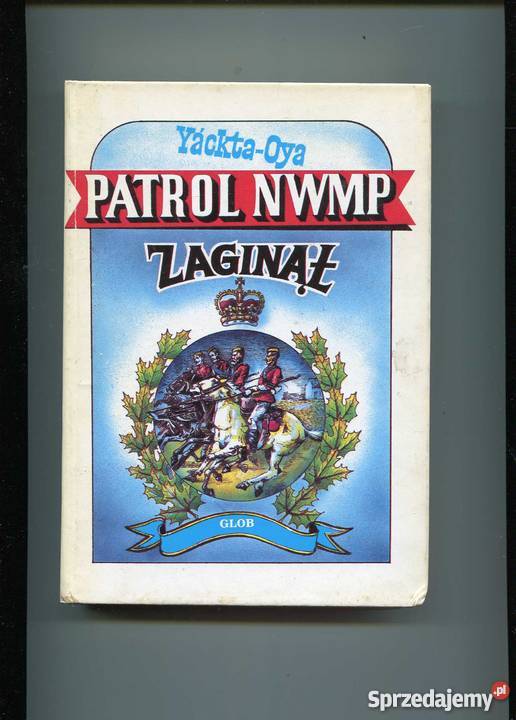 Yáckta-Oya
PATROL NWMP
ZAGINĄŁ
GLOB
Sprzedajemy.pl